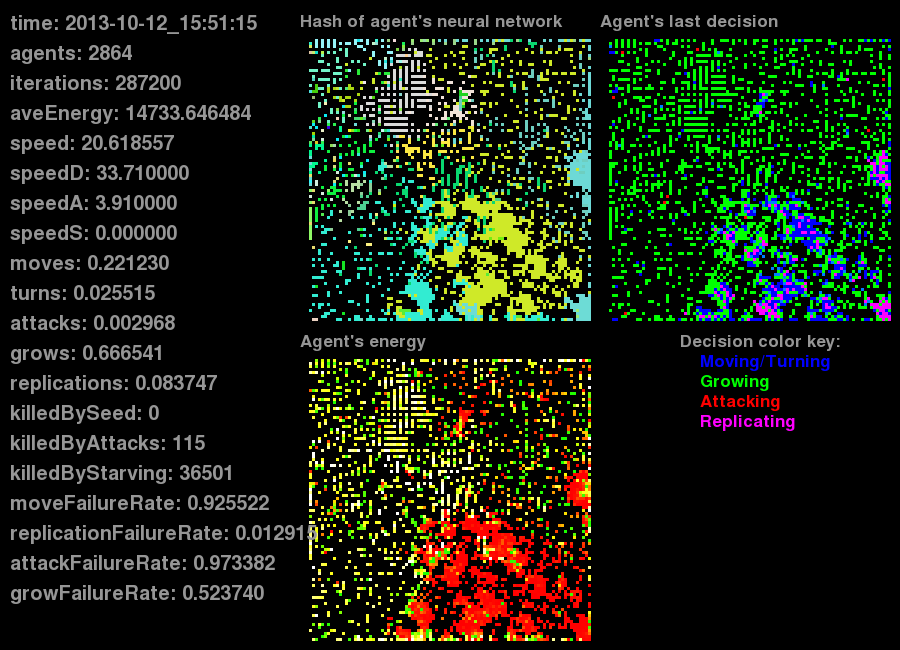 time: 2013-10-12_15:51:15
agents: 2864
iterations: 287200
aveEnergy: 14733.646484
speed: 20.618557
speedD: 33.710000
speedA: 3.910000
speedS: 0.000000
moves: 0.221230
turns: 0.025515
attacks: 0.002968
grows: 0.666541
replications: 0.083747
killedBySeed: 0
killedByAttacks: 115
killedByStarving: 36501
moveFailureRate: 0.925522
replicationFailureRate: 0.012915
attackFailureRate: 0.973382
growFailureRate: 0.523740
Hash of agent's neural network
Agent's last decision
Agent's energy
Decision color key:
Moving/Turning
Growing
Attacking
Replicating